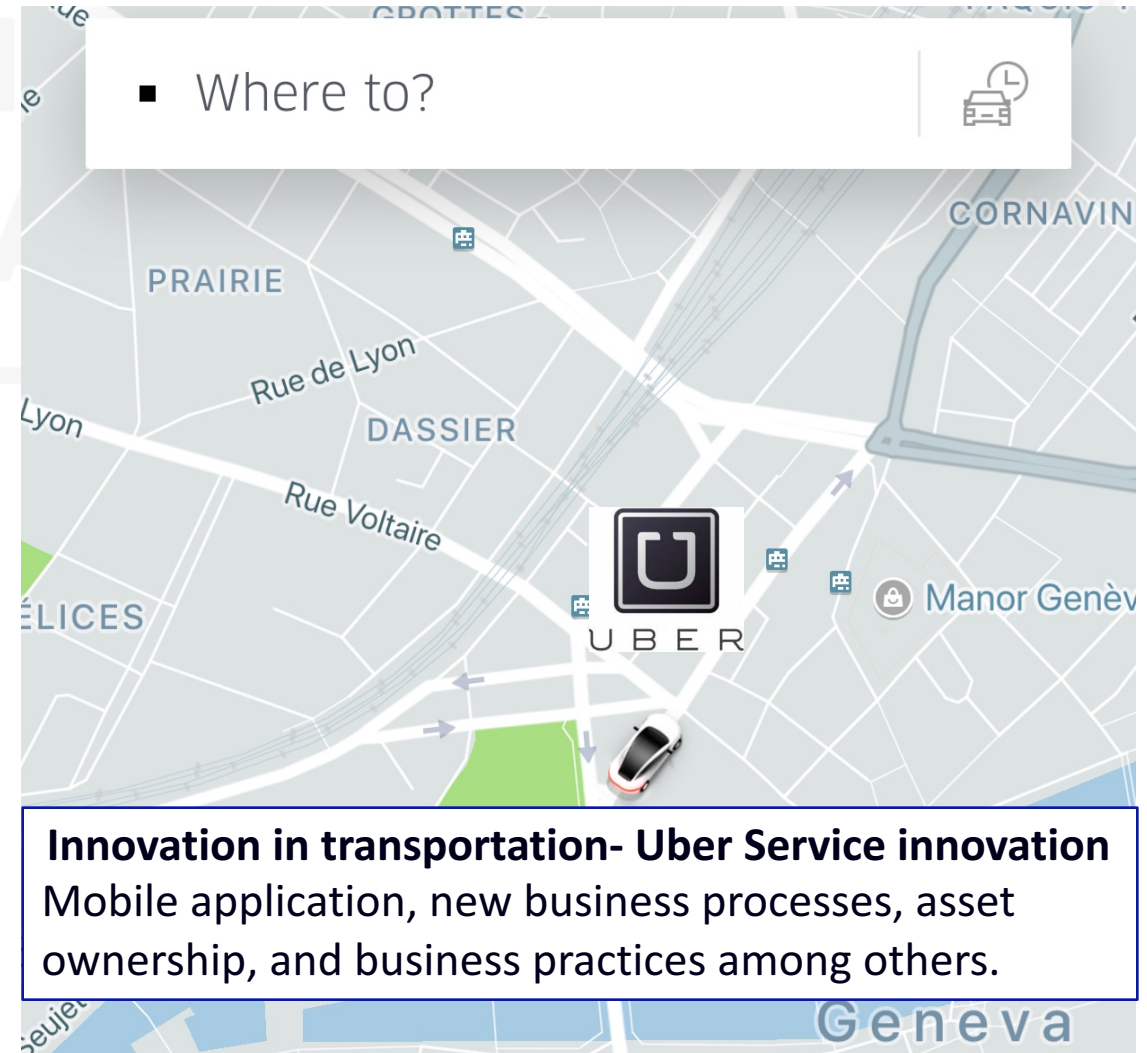 GROTTES
Where to?
CORNAVIN
PRAIRIE
Rue de Lyon
Lyon
DASSIER
Rue Voltaire
ÉLICES
Manor Genèv
U
UBER
Innovation in transportation- Uber Service innovation
Mobile application, new business processes, asset
ownership, and business practices among others.
Seujet
Geneva